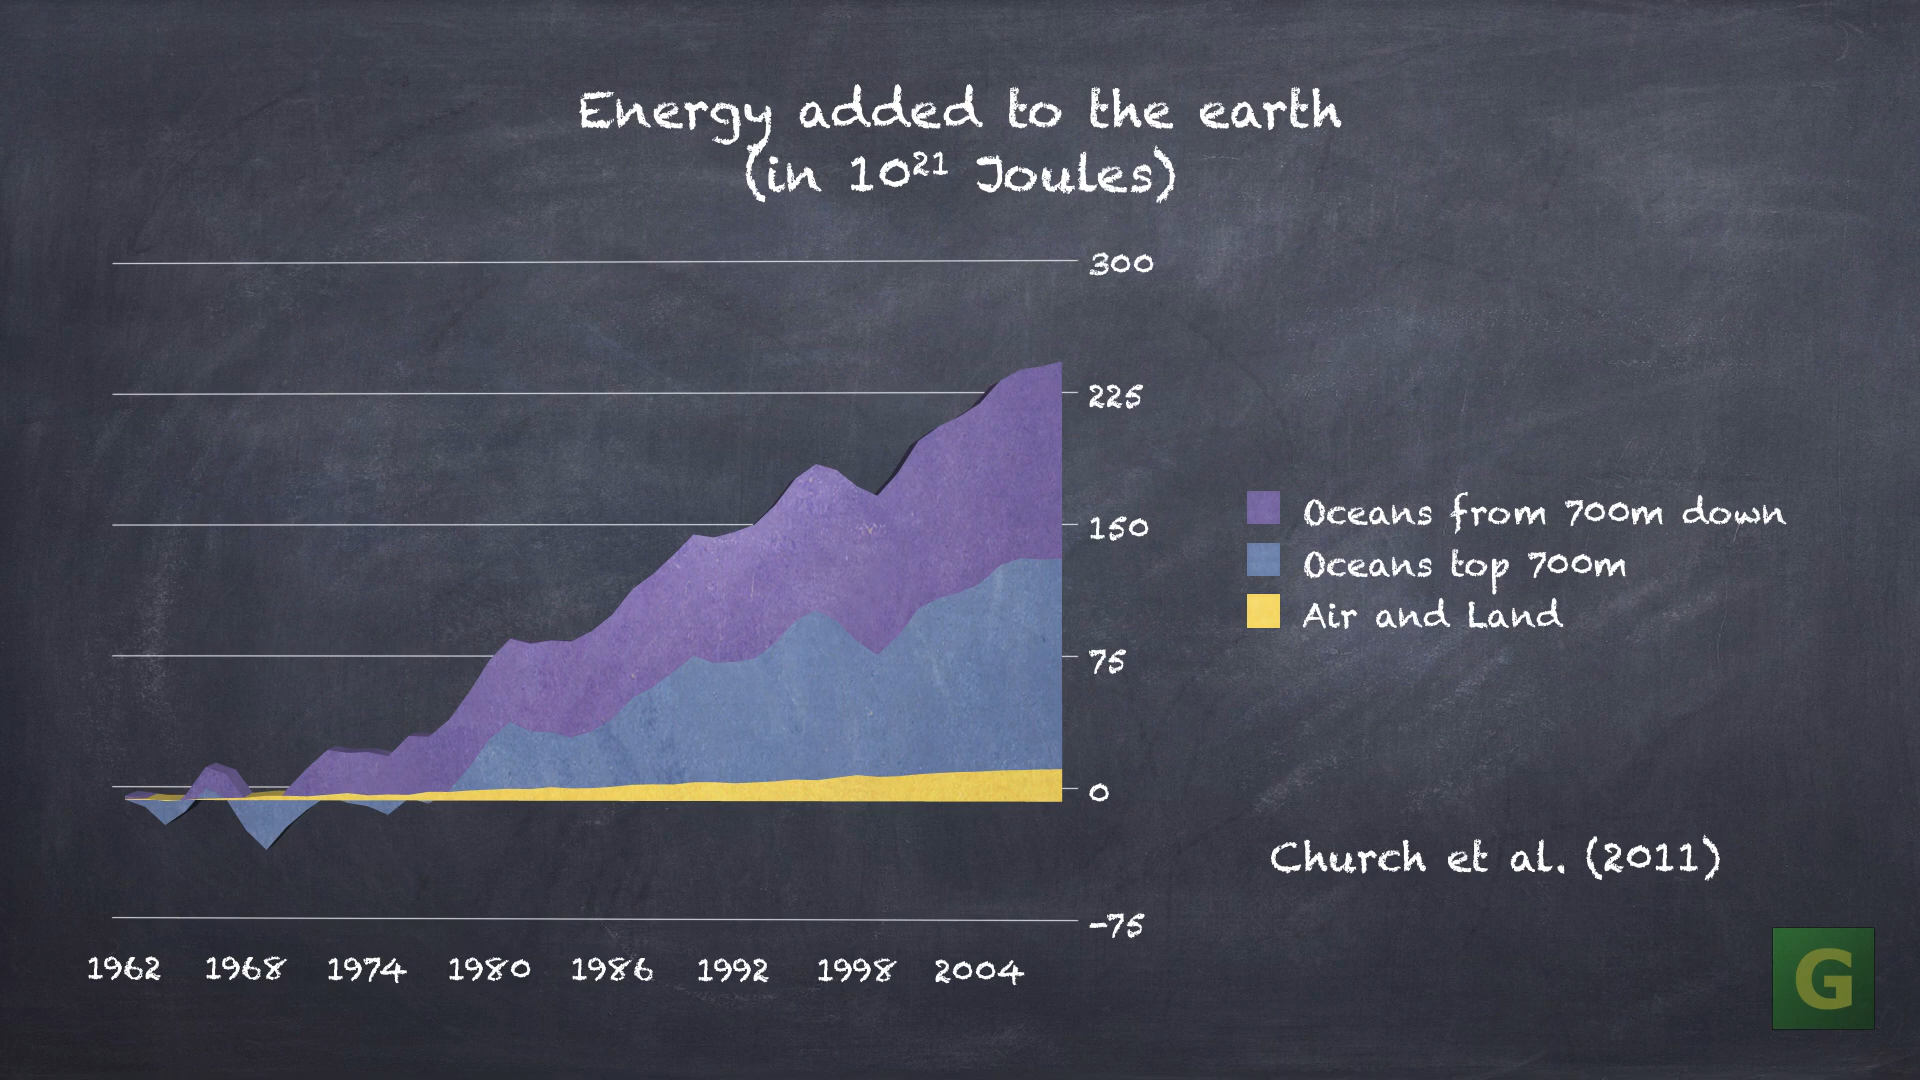 Energy added to the earth
(in 10²¹ Joules)
300
225
150
75
0
-75
1962 1968 1974 1980 1986 1992 1998 2004
Oceans from 700m down
Oceans top 700m
Air and Land
Church et al. (2011)
G